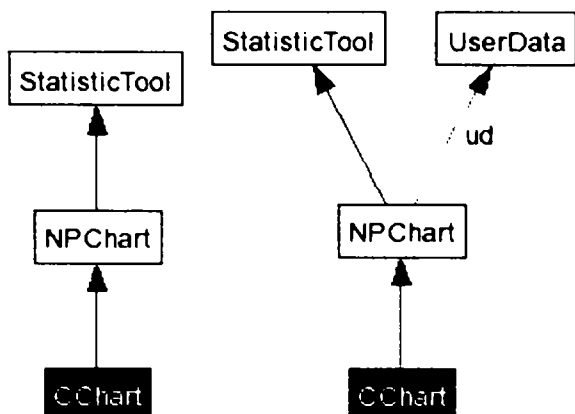 StatisticTool UserData
StatisticTool
ud
NPChart NPChart
CChart CChart